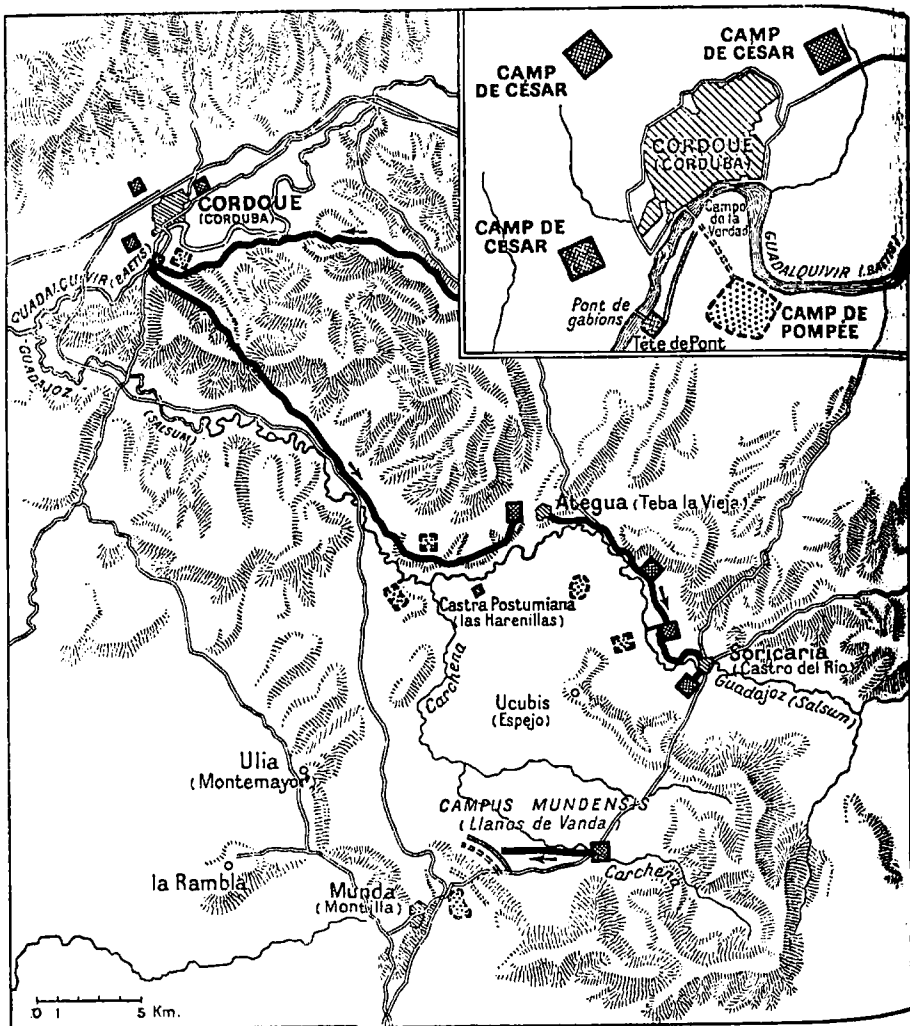 CAMP
DE CÉSAR
CAMP
DE CÉSAR
CORDOUE
(CORDUBA)
Campo
de la
Verdad
CAMP DE
CÉSAR
GUADALQUIVIR (BAETIS)
Pont de
gabions
Tête de Pont
CAMP DE
POMPÉE
CORDOUE
(CORDUBA)
GUADALQUIVIR (BAETIS)
GUADAJOZ
(SALSUM)
Ategua (Teba la Vieja)
Castra Postumiana
(las Harenillas)
Soricaria
(Castro del Rio)
Guadajoz (Salsum)
Carchena
Ucubis
(Espejo)
Ulia
(Montemayor)
CAMPUS MUNDENSIS
(Llanos de Vanda)
la Rambla
Munda
(Montilla)
Carchena
0 1 5 Km.